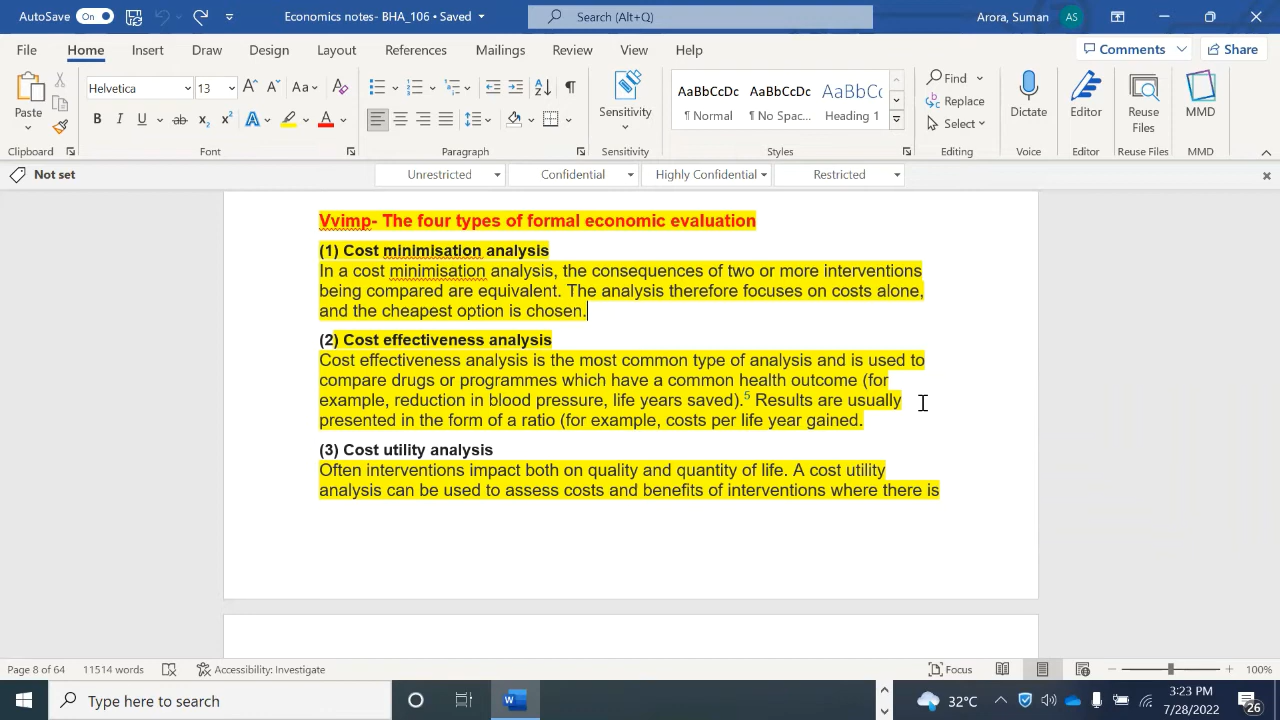 AutoSave On Economics notes- BHA_106 • Saved Search (Alt+Q) Arora, Suman AS
File Home Insert Draw Design Layout References Mailings Review View Help Comments Share
Paste Helvetica 13 Aa AaBbCcDc AaBbCcDc AaBbCc Find Replace Select Sensitivity Dictate Editor Reuse Files MMD
B I U ab x₂ x² A A ¶ Normal ¶ No Spac... Heading 1
Clipboard Font Paragraph Sensitivity Styles Editing Voice Editor Reuse Files MMD
Not set Unrestricted Confidential Highly Confidential Restricted
Vvimp- The four types of formal economic evaluation
(1) Cost minimisation analysis
In a cost minimisation analysis, the consequences of two or more interventions
being compared are equivalent. The analysis therefore focuses on costs alone,
and the cheapest option is chosen.
(2) Cost effectiveness analysis
Cost effectiveness analysis is the most common type of analysis and is used to
compare drugs or programmes which have a common health outcome (for
example, reduction in blood pressure, life years saved).⁵ Results are usually
presented in the form of a ratio (for example, costs per life year gained.
(3) Cost utility analysis
Often interventions impact both on quality and quantity of life. A cost utility
analysis can be used to assess costs and benefits of interventions where there is
Page 8 of 64 11514 words Accessibility: Investigate Focus 100%
Type here to search 32°C 3:23 PM
7/28/2022 26